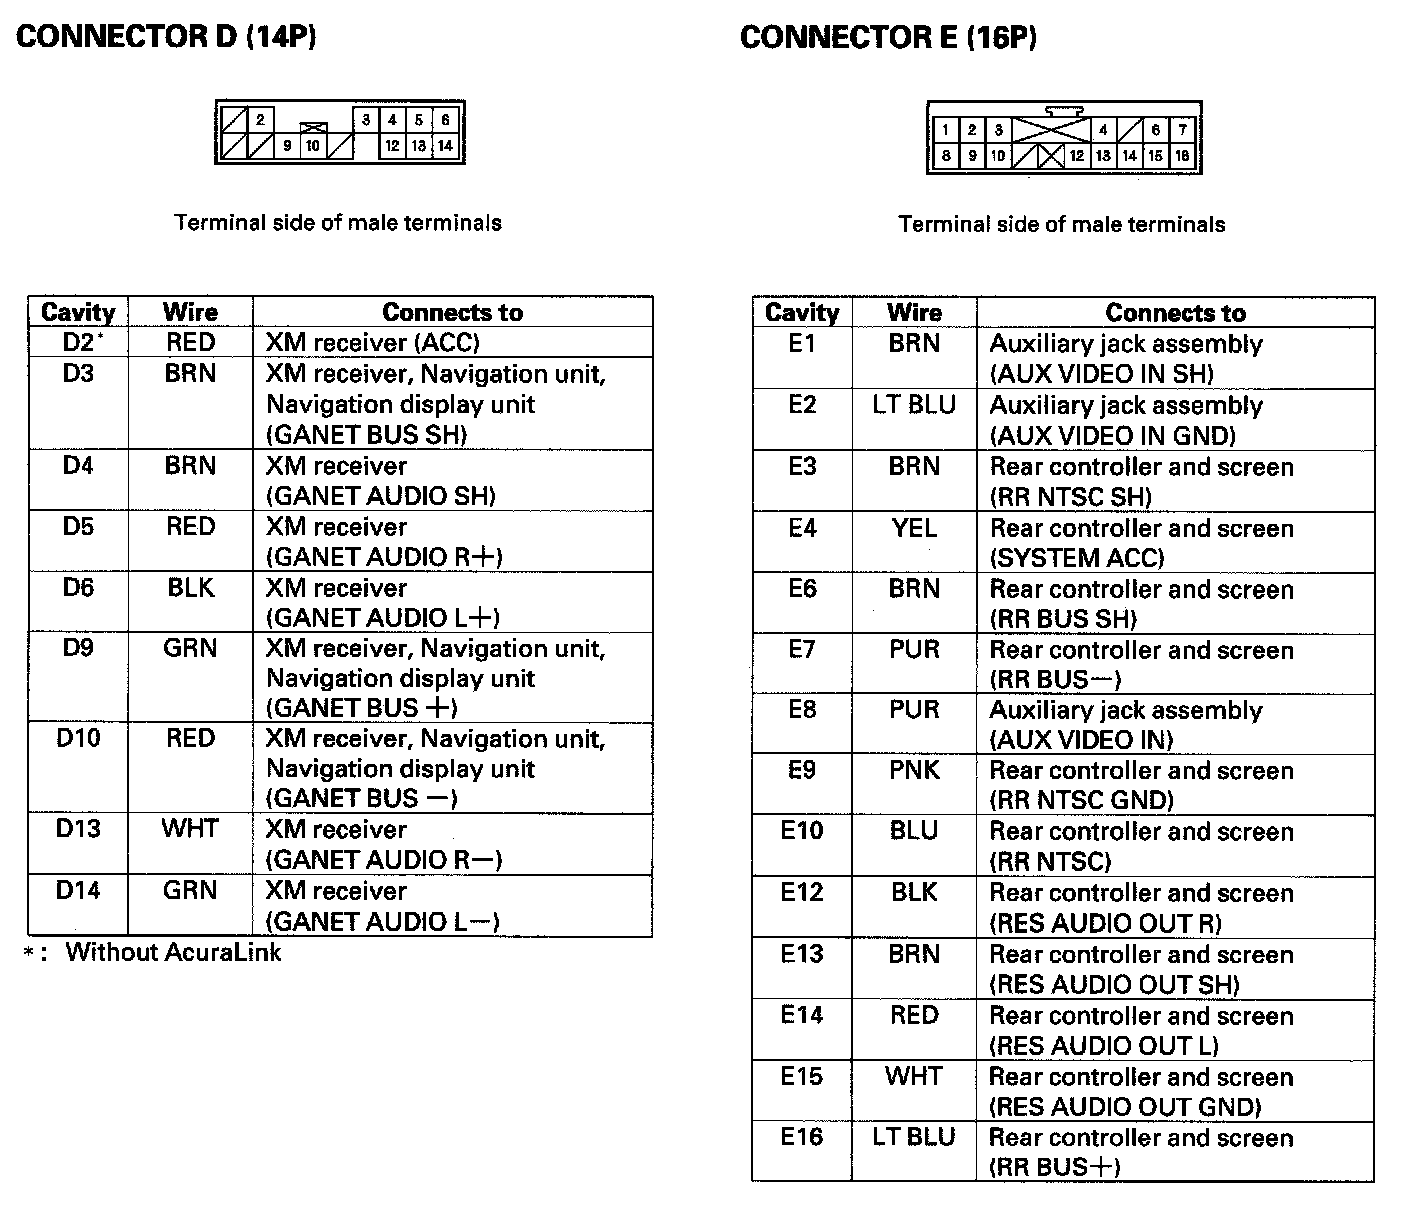 CONNECTOR D (14P)
2 3 4 5 6
9 10 12 13 14
Terminal side of male terminals
Cavity Wire Connects to
D2* RED XM receiver (ACC)
D3 BRN XM receiver, Navigation unit,
Navigation display unit
(GANET BUS SH)
D4 BRN XM receiver
(GANET AUDIO SH)
D5 RED XM receiver
(GANET AUDIO R+)
D6 BLK XM receiver
(GANET AUDIO L+)
D9 GRN XM receiver, Navigation unit,
Navigation display unit
(GANET BUS +)
D10 RED XM receiver, Navigation unit,
Navigation display unit
(GANET BUS −)
D13 WHT XM receiver
(GANET AUDIO R−)
D14 GRN XM receiver
(GANET AUDIO L−)
* : Without AcuraLink
CONNECTOR E (16P)
1 2 3 4 6 7
8 9 10 12 13 14 15 16
Terminal side of male terminals
Cavity Wire Connects to
E1 BRN Auxiliary jack assembly
(AUX VIDEO IN SH)
E2 LT BLU Auxiliary jack assembly
(AUX VIDEO IN GND)
E3 BRN Rear controller and screen
(RR NTSC SH)
E4 YEL Rear controller and screen
(SYSTEM ACC)
E6 BRN Rear controller and screen
(RR BUS SH)
E7 PUR Rear controller and screen
(RR BUS−)
E8 PUR Auxiliary jack assembly
(AUX VIDEO IN)
E9 PNK Rear controller and screen
(RR NTSC GND)
E10 BLU Rear controller and screen
(RR NTSC)
E12 BLK Rear controller and screen
(RES AUDIO OUT R)
E13 BRN Rear controller and screen
(RES AUDIO OUT SH)
E14 RED Rear controller and screen
(RES AUDIO OUT L)
E15 WHT Rear controller and screen
(RES AUDIO OUT GND)
E16 LT BLU Rear controller and screen
(RR BUS+)